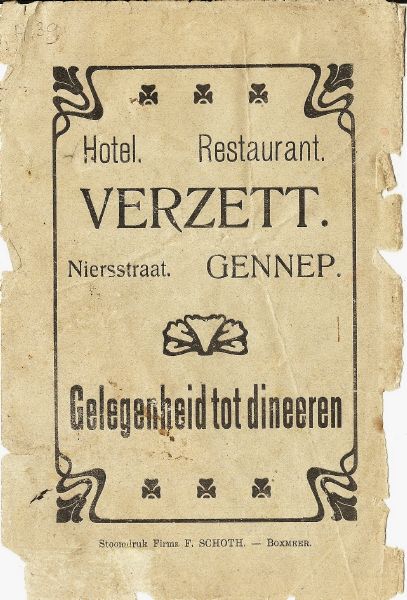 Hotel. Restaurant.
VERZETT.
Niersstraat. GENNEP.
Gelegenheid tot dineeren
Stoomdruk Firma F. SCHOTH. — BOXMEER.